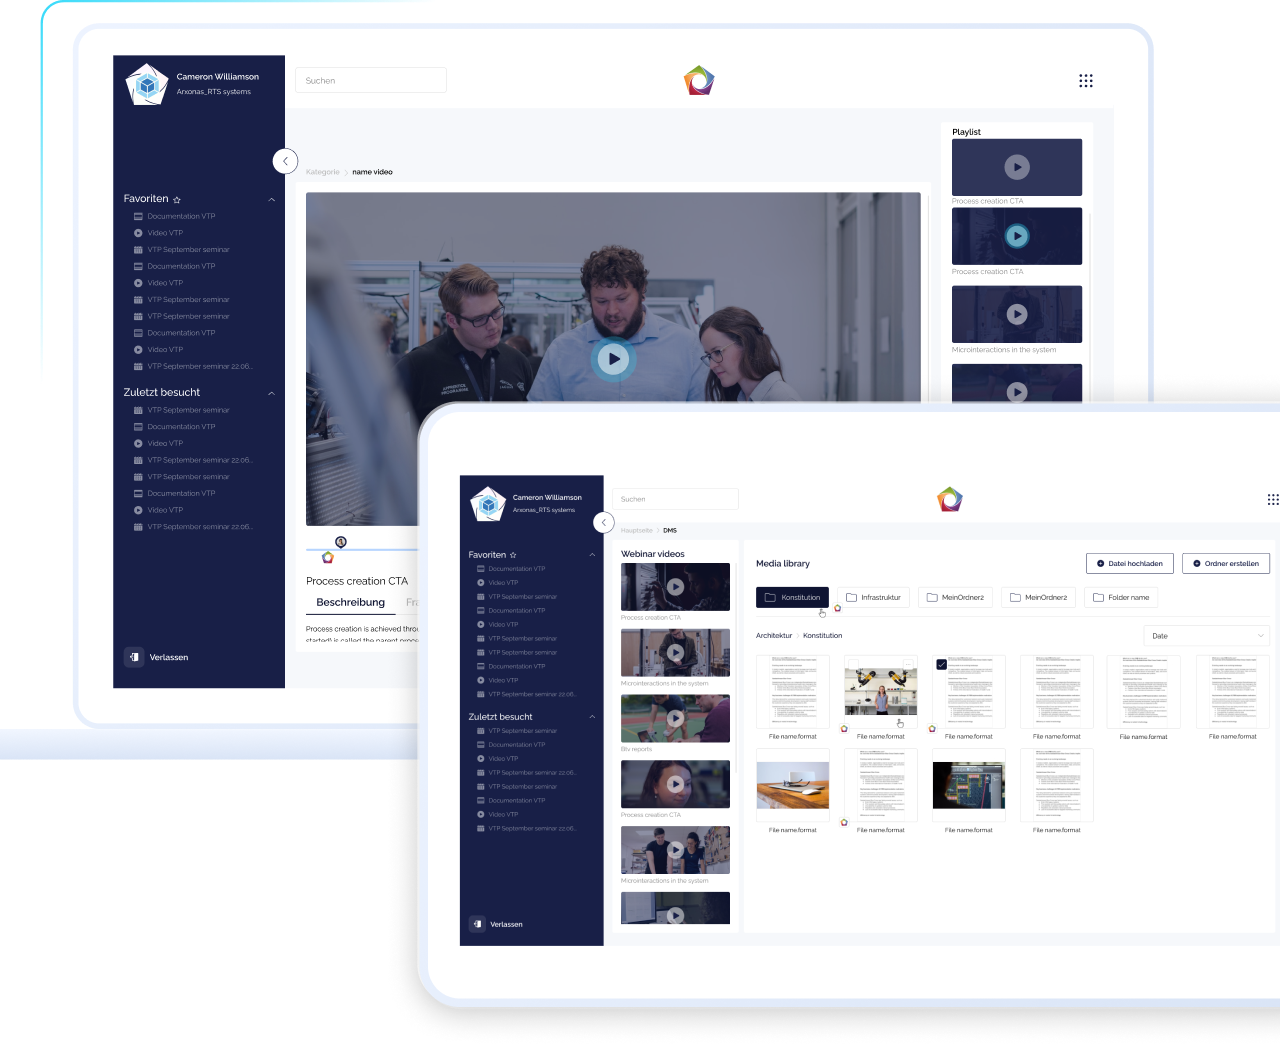 Cameron Williamson
Arxonas_RTS systems
Suchen
Favoriten
Documentation VTP
Video VTP
VTP September seminar
Documentation VTP
Video VTP
VTP September seminar
VTP September seminar
Documentation VTP
Video VTP
VTP September seminar 22.06...
Zuletzt besucht
VTP September seminar
Documentation VTP
Video VTP
VTP September seminar 22.06...
VTP September seminar
Documentation VTP
Video VTP
VTP September seminar 22.06...
Verlassen
Kategorie > name video
Process creation CTA
Beschreibung Fra
Process creation is achieved throu
started) is called the parent proce
Playlist
Process creation CTA
Process creation CTA
Microinteractions in the system
Cameron Williamson
Arxonas_RTS systems
Suchen
Favoriten
Documentation VTP
Video VTP
VTP September seminar
Documentation VTP
Video VTP
VTP September seminar
VTP September seminar
Documentation VTP
Video VTP
VTP September seminar 22.06...
Zuletzt besucht
VTP September seminar
Documentation VTP
Video VTP
VTP September seminar 22.06...
VTP September seminar
Documentation VTP
Video VTP
VTP September seminar 22.06...
Verlassen
Hauptseite > DMS
Webinar videos
Process creation CTA
Microinteractions in the system
Btv reports
Process creation CTA
Microinteractions in the system
Media library
Datei hochladen
Ordner erstellen
Konstitution
Infrastruktur
MeinOrdner2
MeinOrdner2
Folder name
Architektur > Konstitution
Date
File name.format
File name.format
File name.format
File name.format
File name.format
File name.format
File name.format
File name.format
File name.format
File name.format